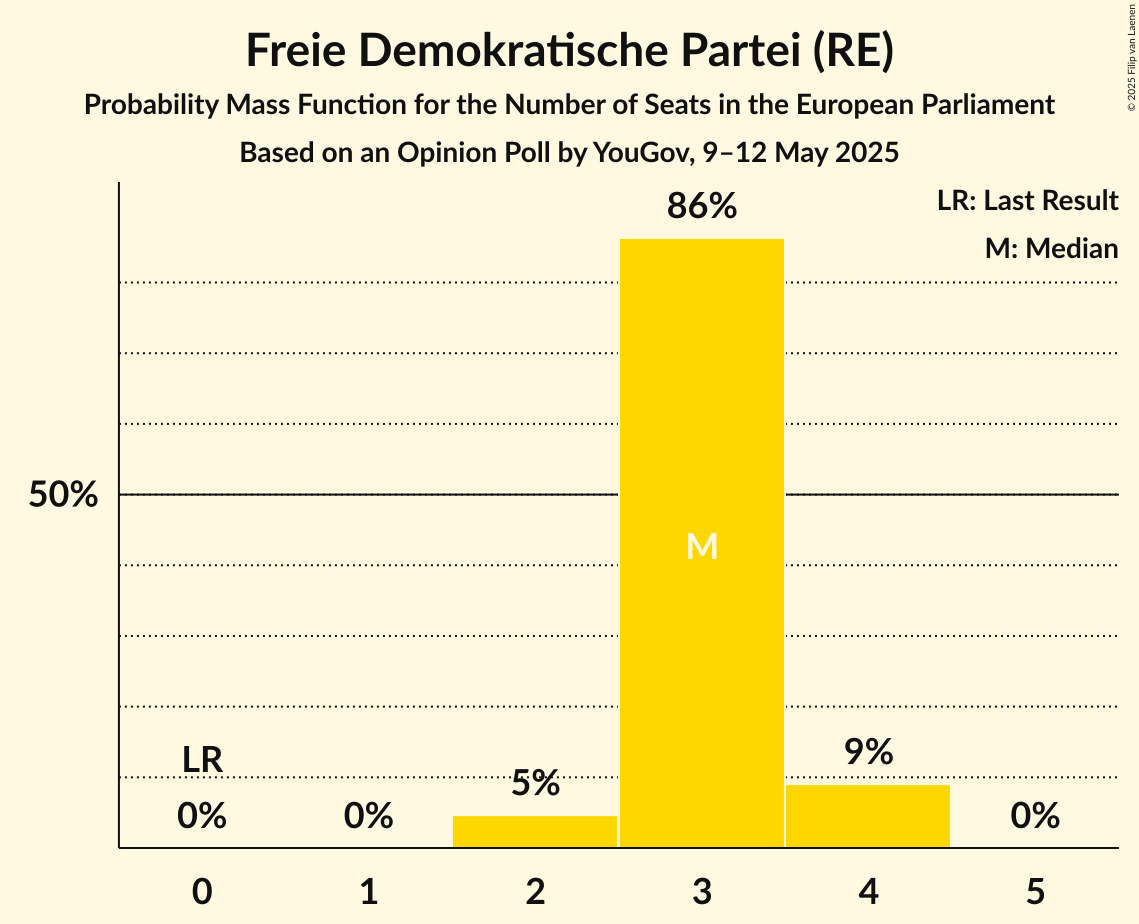 Freie Demokratische Partei (RE)
Probability Mass Function for the Number of Seats in the European Parliament
Based on an Opinion Poll by YouGov, 9–12 May 2025
© 2025 Filip van Laenen
LR: Last Result
M: Median
86%
50%
M
LR
0%
0%
5%
9%
0%
0
1
2
3
4
5